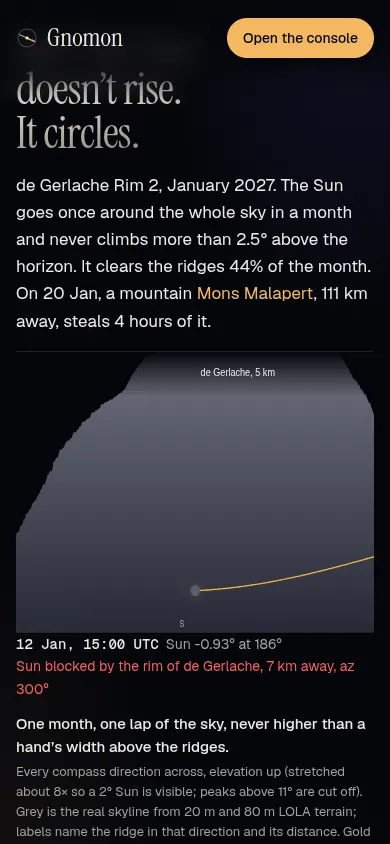 Gnomon
Open the console
doesn’t rise.
It circles.
de Gerlache Rim 2, January 2027. The Sun
goes once around the whole sky in a month
and never climbs more than 2.5° above the
horizon. It clears the ridges 44% of the month.
On 20 Jan, a mountain Mons Malapert, 111 km
away, steals 4 hours of it.
de Gerlache, 5 km
S
12 Jan, 15:00 UTC Sun -0.93° at 186°
Sun blocked by the rim of de Gerlache, 7 km away, az
300°
One month, one lap of the sky, never higher than a
hand’s width above the ridges.
Every compass direction across, elevation up (stretched
about 8× so a 2° Sun is visible; peaks above 11° are cut off).
Grey is the real skyline from 20 m and 80 m LOLA terrain;
labels name the ridge in that direction and its distance. Gold